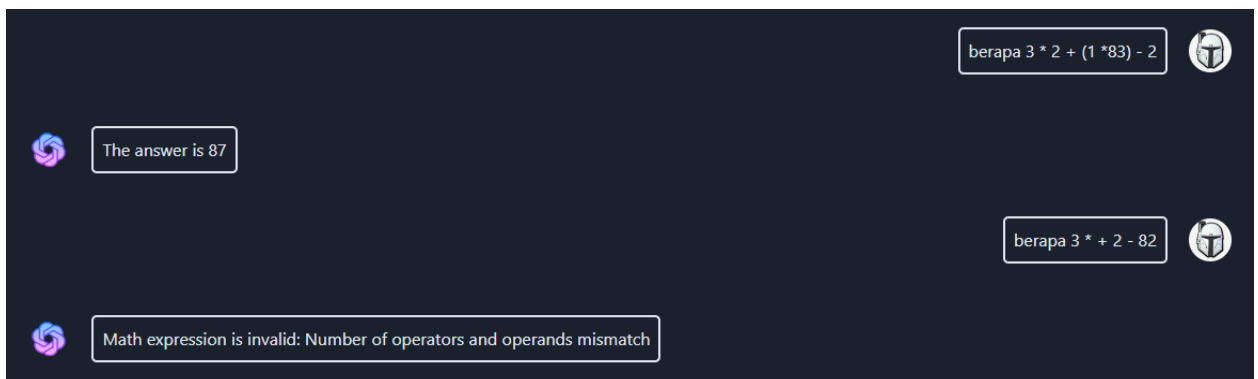 berapa 3 * 2 + (1 *83) - 2
The answer is 87
berapa 3 * + 2 - 82
Math expression is invalid: Number of operators and operands mismatch